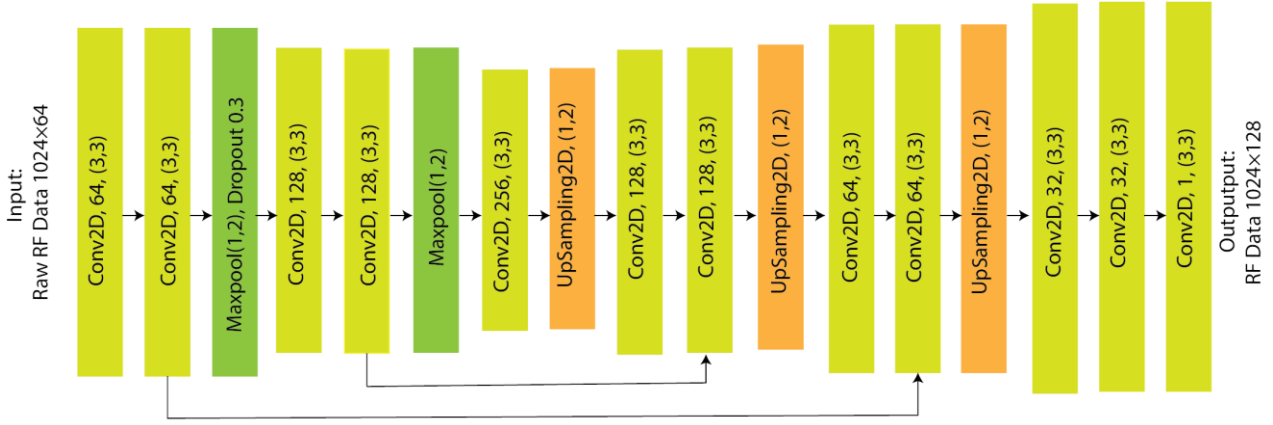 Input:
Raw RF Data 1024×64
Conv2D, 64, (3,3)
Conv2D, 64, (3,3)
Maxpool(1,2), Dropout 0.3
Conv2D, 128, (3,3)
Conv2D, 128, (3,3)
Maxpool(1,2)
Conv2D, 256, (3,3)
UpSampling2D, (1,2)
Conv2D, 128, (3,3)
Conv2D, 128, (3,3)
UpSampling2D, (1,2)
Conv2D, 64, (3,3)
Conv2D, 64, (3,3)
UpSampling2D, (1,2)
Conv2D, 32, (3,3)
Conv2D, 32, (3,3)
Conv2D, 1, (3,3)
Outputput:
RF Data 1024×128